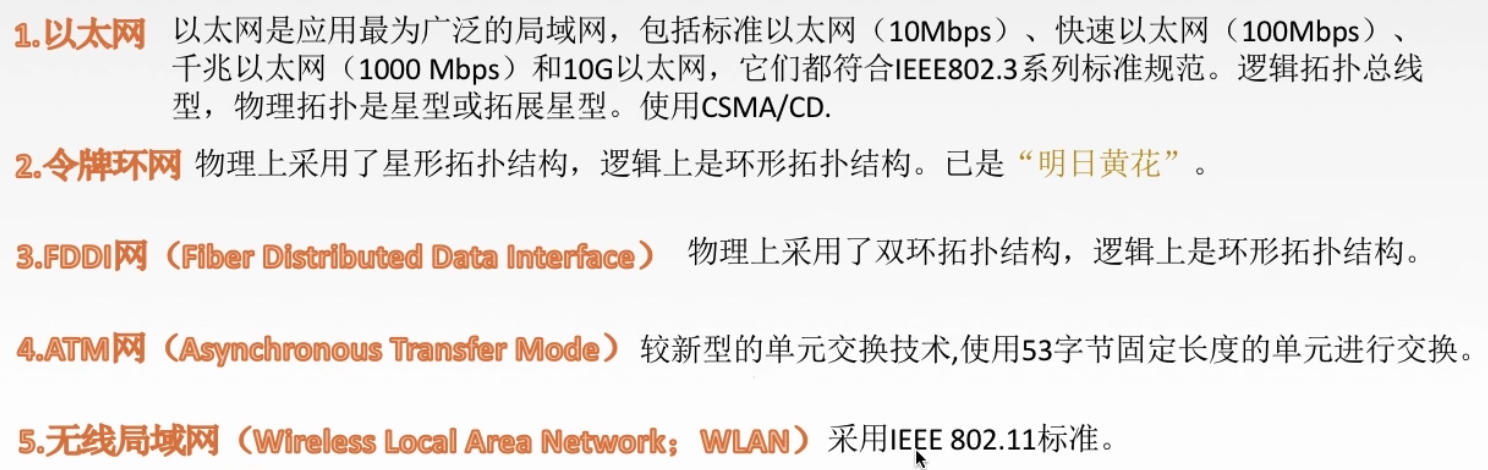 1.以太网 以太网是应用最为广泛的局域网，包括标准以太网（10Mbps）、快速以太网（100Mbps）、
千兆以太网（1000 Mbps）和10G以太网，它们都符合IEEE802.3系列标准规范。逻辑拓扑总线
型，物理拓扑是星型或拓展星型。使用CSMA/CD.
2.令牌环网 物理上采用了星形拓扑结构，逻辑上是环形拓扑结构。已是“明日黄花”。
3.FDDI网（Fiber Distributed Data Interface） 物理上采用了双环拓扑结构，逻辑上是环形拓扑结构。
4.ATM网（Asynchronous Transfer Mode） 较新型的单元交换技术,使用53字节固定长度的单元进行交换。
5.无线局域网（Wireless Local Area Network；WLAN）采用IEEE 802.11标准。